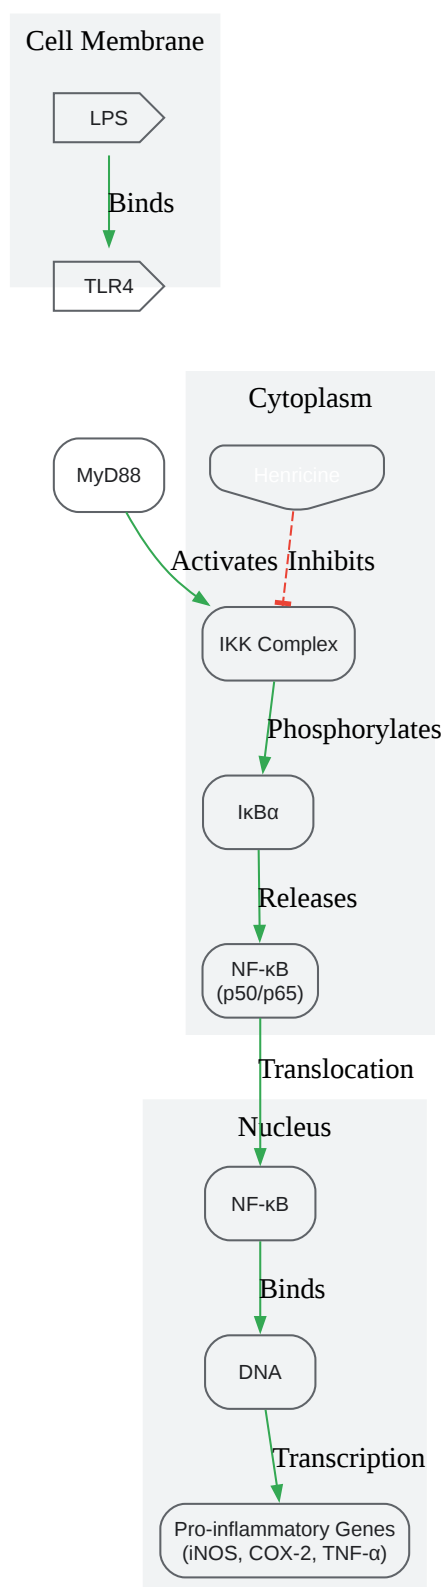 Cell Membrane
LPS
Binds
TLR4
Cytoplasm
MyD88
Henricine
Activates
Inhibits
IKK Complex
Phosphorylates
IκBα
Releases
NF-κB
(p50/p65)
Translocation
Nucleus
NF-κB
Binds
DNA
Transcription
Pro-inflammatory Genes
(iNOS, COX-2, TNF-α)